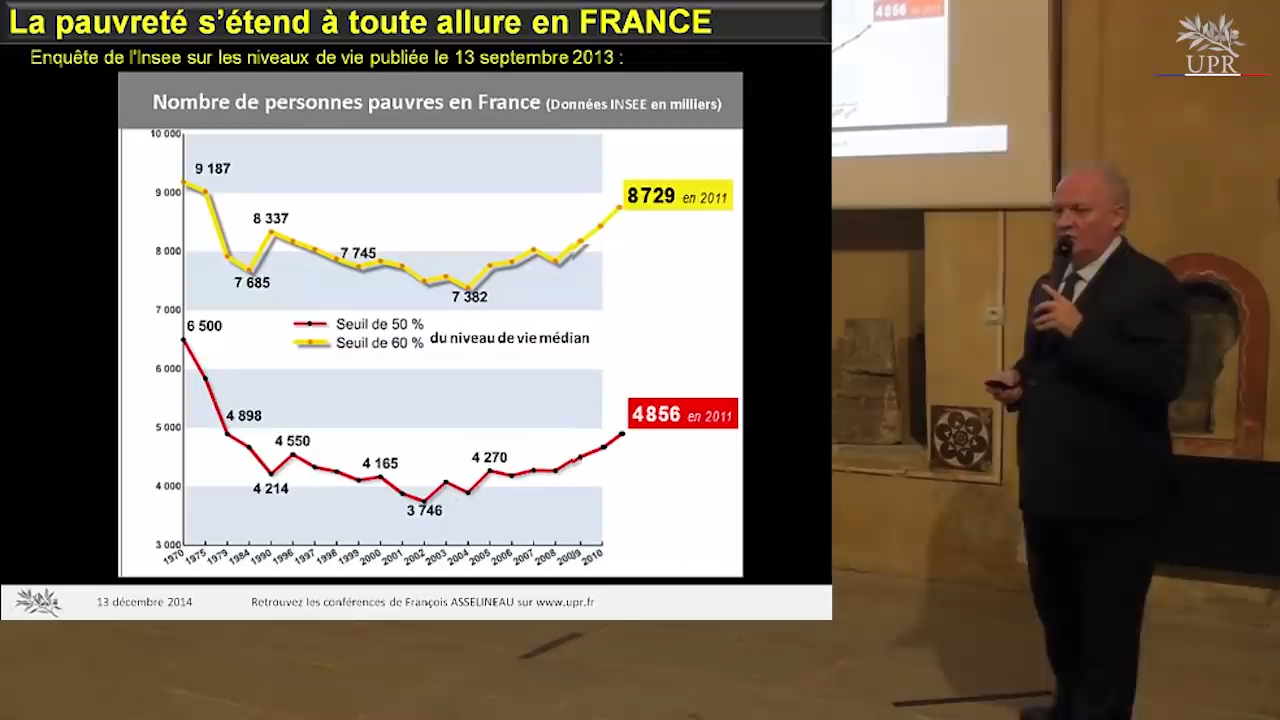 La pauvreté s'étend à toute allure en FRANCE
Enquête de l'Insee sur les niveaux de vie publiée le 13 septembre 2013 :
Nombre de personnes pauvres en France (Données INSEE en milliers)
10 000
9 000
8 000
7 000
6 000
5 000
4 000
3 000
9 187
8 337
7 745
7 685
7 382
8729 en 2011
Seuil de 50 %
Seuil de 60 %
du niveau de vie médian
6 500
4 898
4 550
4 214
4 165
3 746
4 270
4856 en 2011
1970 1975 1979 1984 1990 1996 1997 1998 1999 2000 2001 2002 2003 2004 2005 2006 2007 2008 2009 2010
13 décembre 2014
Retrouvez les conférences de François ASSELINEAU sur www.upr.fr
4856 en 2011
UPR